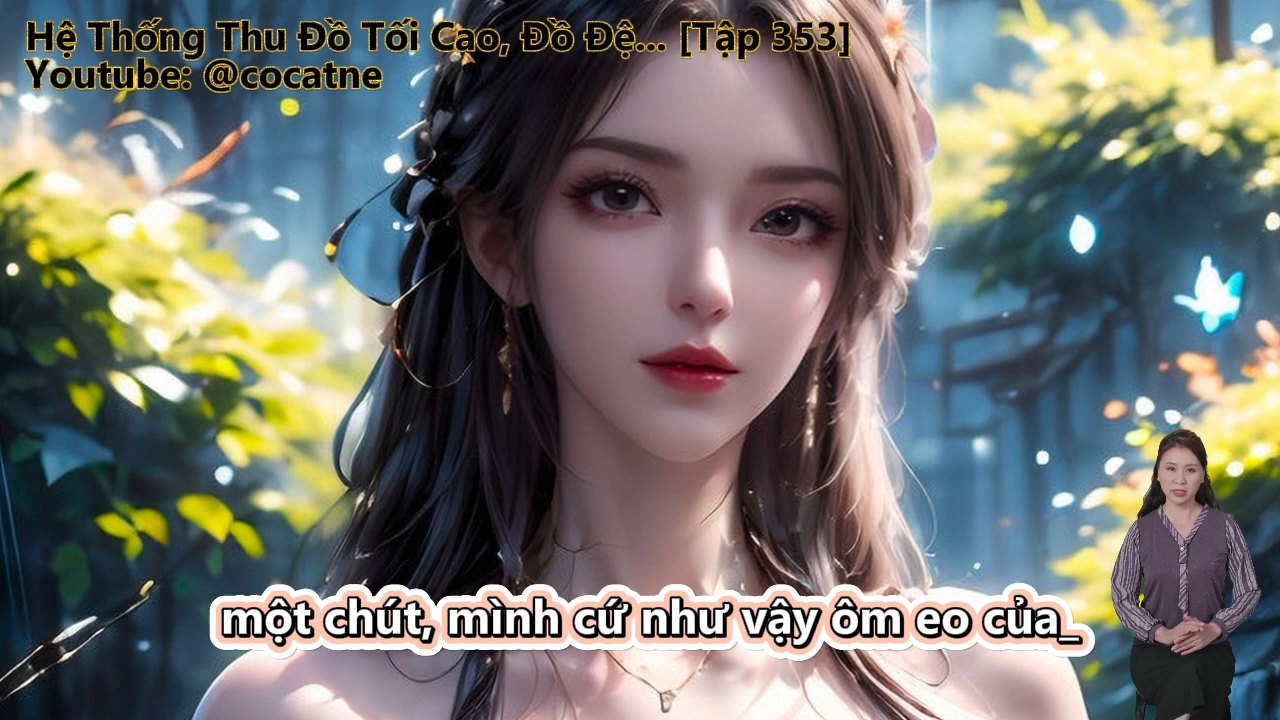 Hệ Thống Thu Đồ Tối Cao, Đồ Đệ... [Tập 353]
Youtube: @cocatne
một chút, mình cứ như vậy ôm eo của_